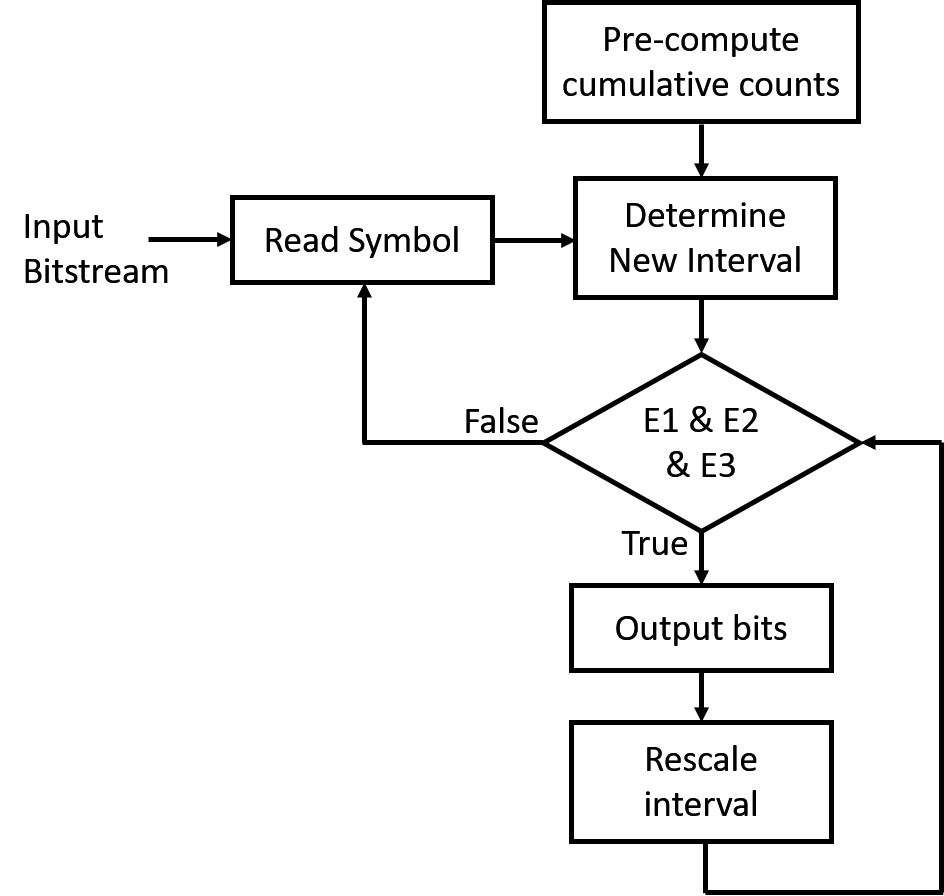 Pre-compute
cumulative counts
Input
Bitstream
Read Symbol
Determine
New Interval
False
E1 & E2
& E3
True
Output bits
Rescale
interval